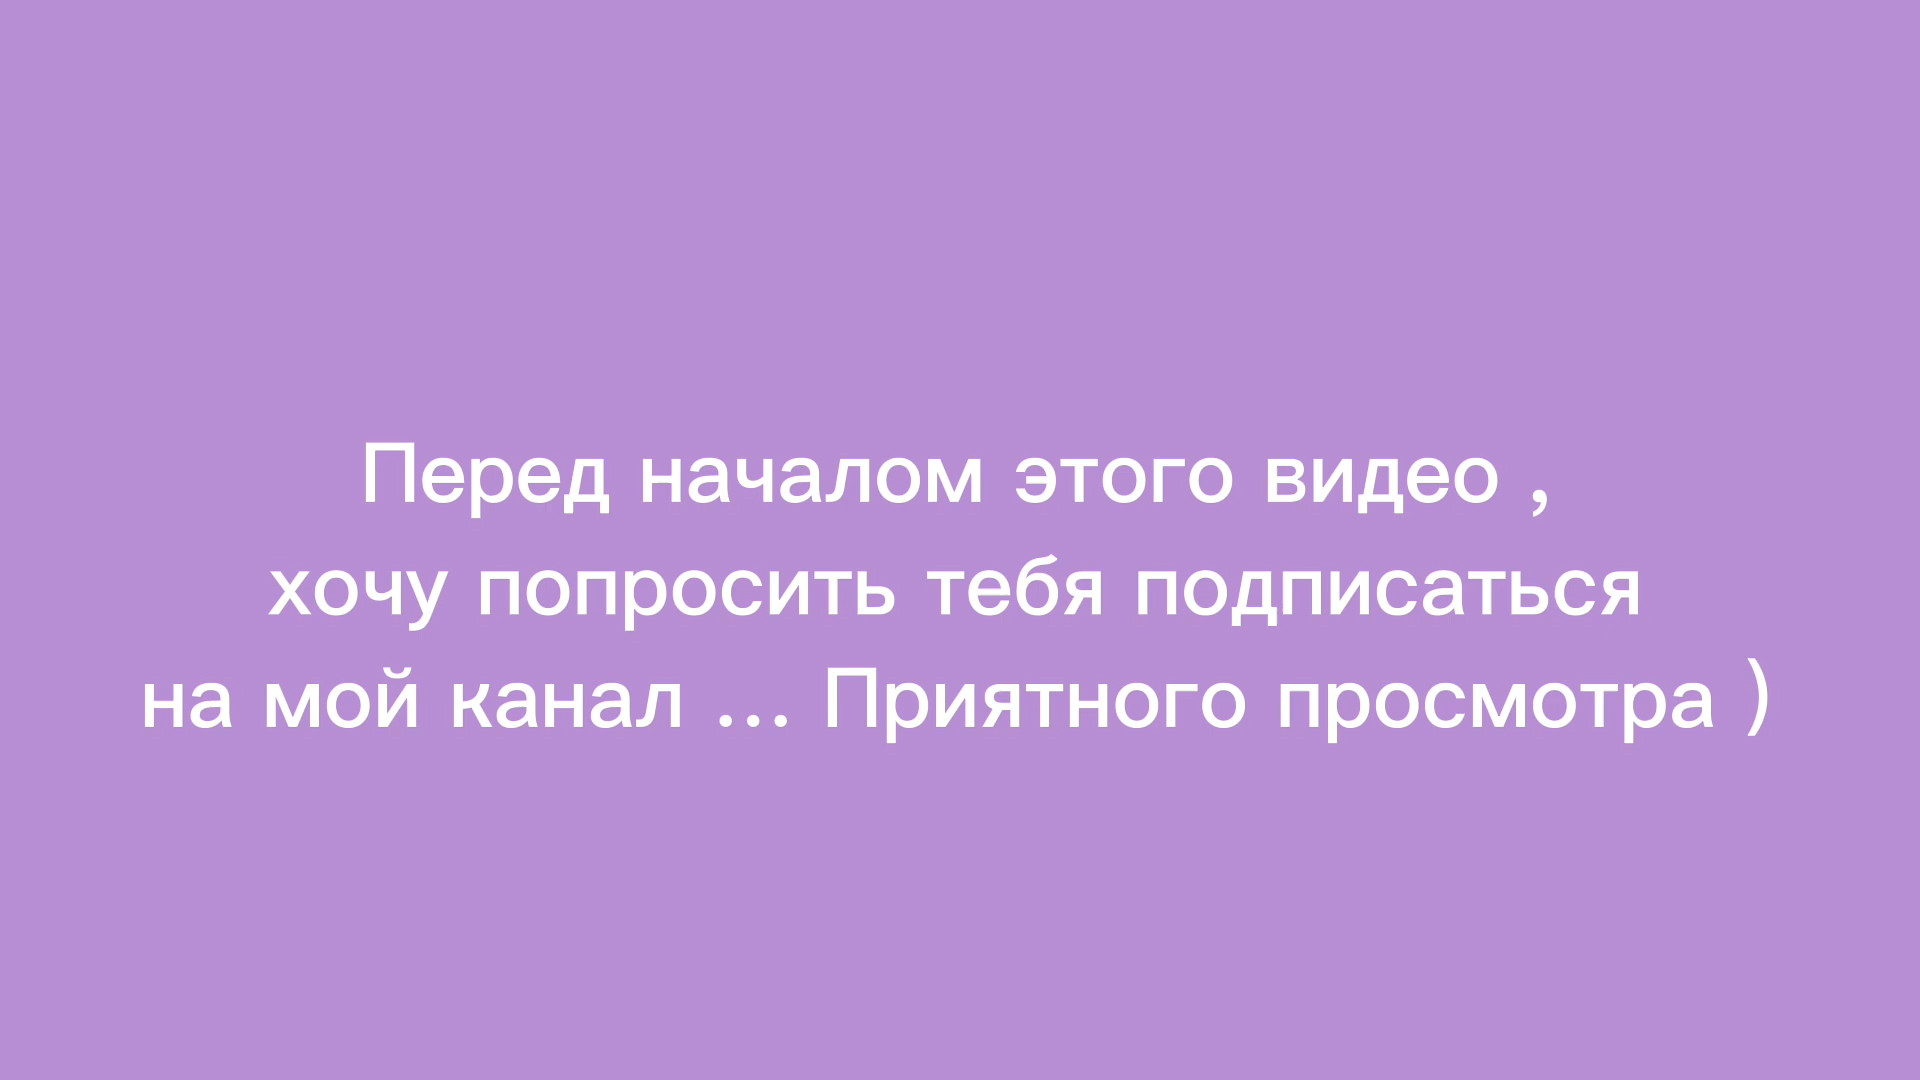 Перед началом этого видео ,
хочу попросить тебя подписаться
на мой канал ... Приятного просмотра )